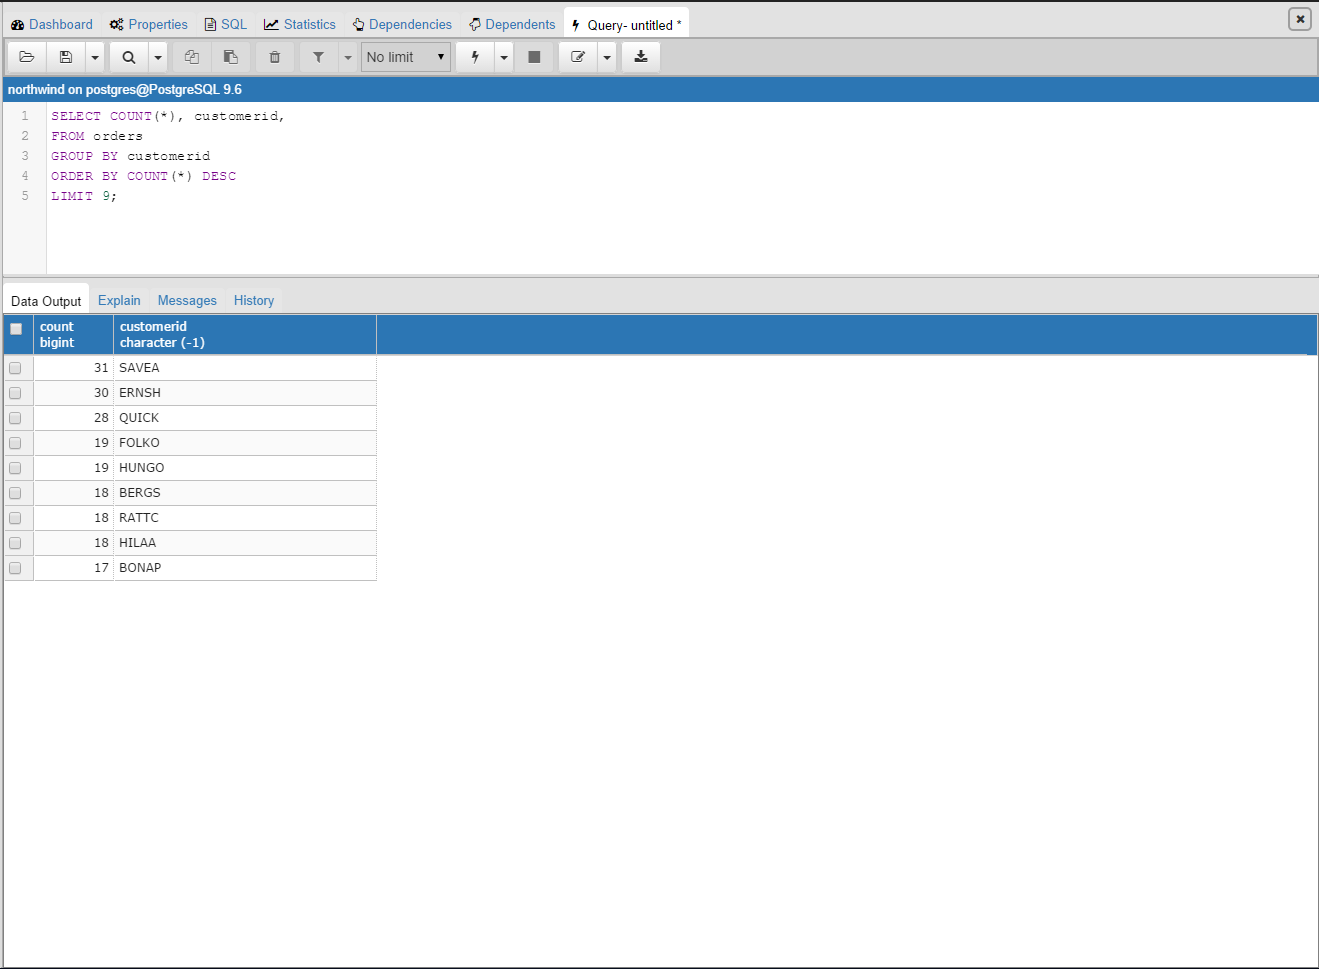 Dashboard Properties SQL Statistics Dependencies Dependents Query- untitled *
No limit
northwind on postgres@PostgreSQL 9.6
1 SELECT COUNT(*), customerid,
2 FROM orders
3 GROUP BY customerid
4 ORDER BY COUNT(*) DESC
5 LIMIT 9;
Data Output Explain Messages History
count customerid
bigint character (-1)
31 SAVEA
30 ERNSH
28 QUICK
19 FOLKO
19 HUNGO
18 BERGS
18 RATTC
18 HILAA
17 BONAP